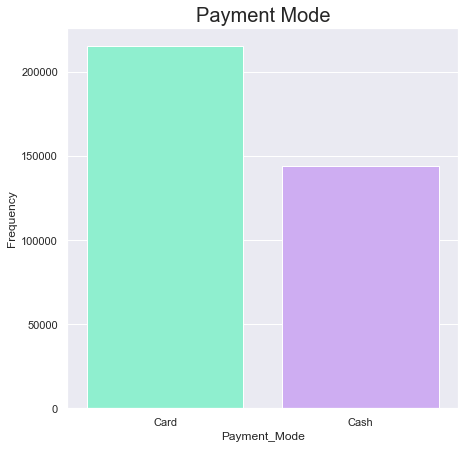 Payment Mode
200000
150000
100000
50000
0
Frequency
Card Cash
Payment_Mode